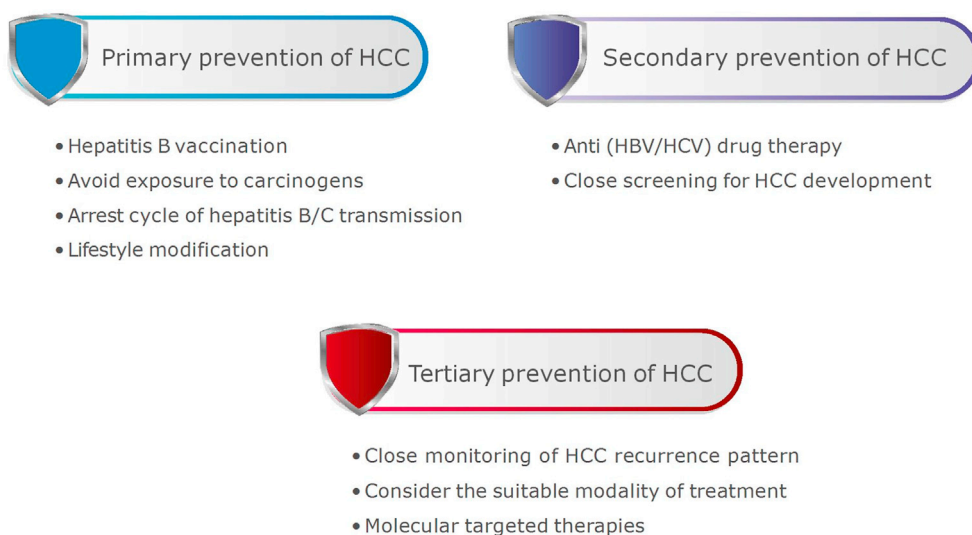 Primary prevention of HCC
• Hepatitis B vaccination
• Avoid exposure to carcinogens
• Arrest cycle of hepatitis B/C transmission
• Lifestyle modification
Secondary prevention of HCC
• Anti (HBV/HCV) drug therapy
• Close screening for HCC development
Tertiary prevention of HCC
• Close monitoring of HCC recurrence pattern
• Consider the suitable modality of treatment
• Molecular targeted therapies